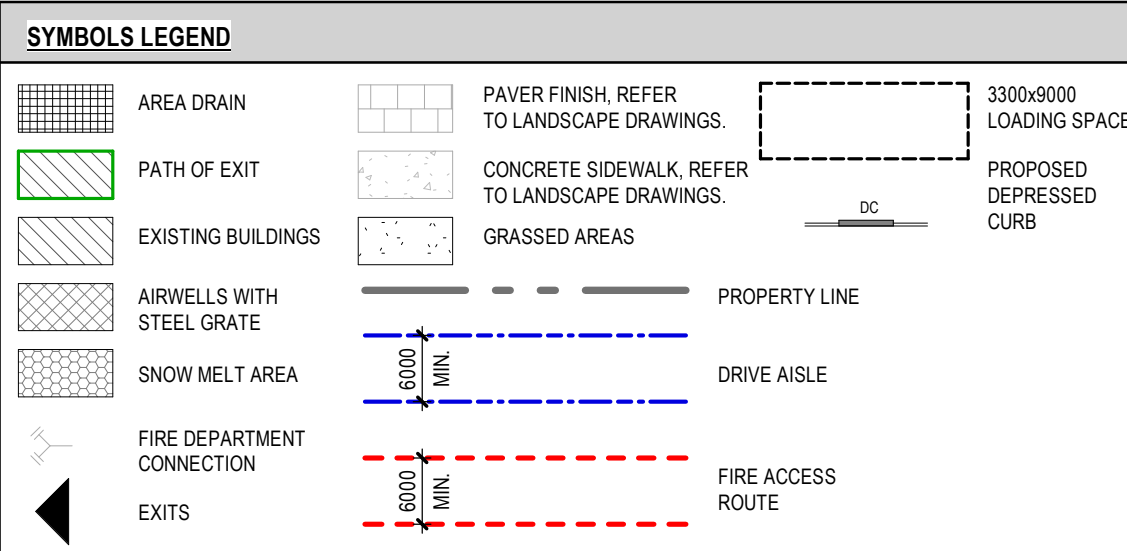 SYMBOLS LEGEND
AREA DRAIN
PATH OF EXIT
EXISTING BUILDINGS
AIRWELLS WITH
STEEL GRATE
SNOW MELT AREA
FIRE DEPARTMENT
CONNECTION
EXITS
PAVER FINISH, REFER
TO LANDSCAPE DRAWINGS.
CONCRETE SIDEWALK, REFER
TO LANDSCAPE DRAWINGS.
GRASSED AREAS
PROPERTY LINE
6000
MIN.
DRIVE AISLE
6000
MIN.
FIRE ACCESS
ROUTE
3300x9000
LOADING SPACE
DC
PROPOSED
DEPRESSED
CURB